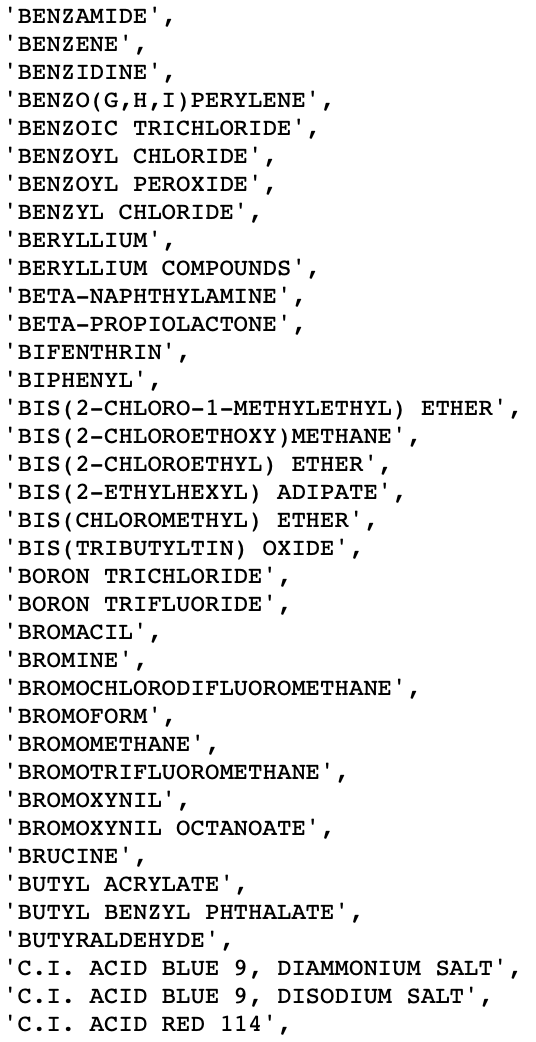 'BENZAMIDE',
'BENZENE',
'BENZIDINE',
'BENZO(G,H,I)PERYLENE',
'BENZOIC TRICHLORIDE',
'BENZOYL CHLORIDE',
'BENZOYL PEROXIDE',
'BENZYL CHLORIDE',
'BERYLLIUM',
'BERYLLIUM COMPOUNDS',
'BETA-NAPHTHYLAMINE',
'BETA-PROPIOLACTONE',
'BIFENTHRIN',
'BIPHENYL',
'BIS(2-CHLORO-1-METHYLETHYL) ETHER',
'BIS(2-CHLOROETHOXY)METHANE',
'BIS(2-CHLOROETHYL) ETHER',
'BIS(2-ETHYLHEXYL) ADIPATE',
'BIS(CHLOROMETHYL) ETHER',
'BIS(TRIBUTYLTIN) OXIDE',
'BORON TRICHLORIDE',
'BORON TRIFLUORIDE',
'BROMACIL',
'BROMINE',
'BROMOCHLORODIFLUOROMETHANE',
'BROMOFORM',
'BROMOMETHANE',
'BROMOTRIFLUOROMETHANE',
'BROMOXYNIL',
'BROMOXYNIL OCTANOATE',
'BRUCINE',
'BUTYL ACRYLATE',
'BUTYL BENZYL PHTHALATE',
'BUTYRALDEHYDE',
'C.I. ACID BLUE 9, DIAMMONIUM SALT',
'C.I. ACID BLUE 9, DISODIUM SALT',
'C.I. ACID RED 114',